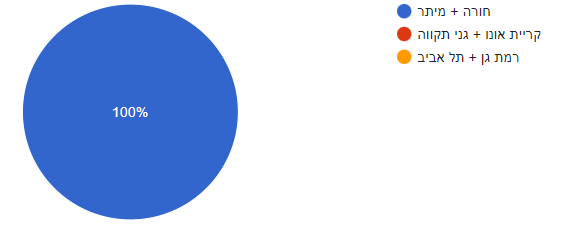 100%
חורה + מיתר
קריית אונו + גני תקווה
רמת גן + תל אביב